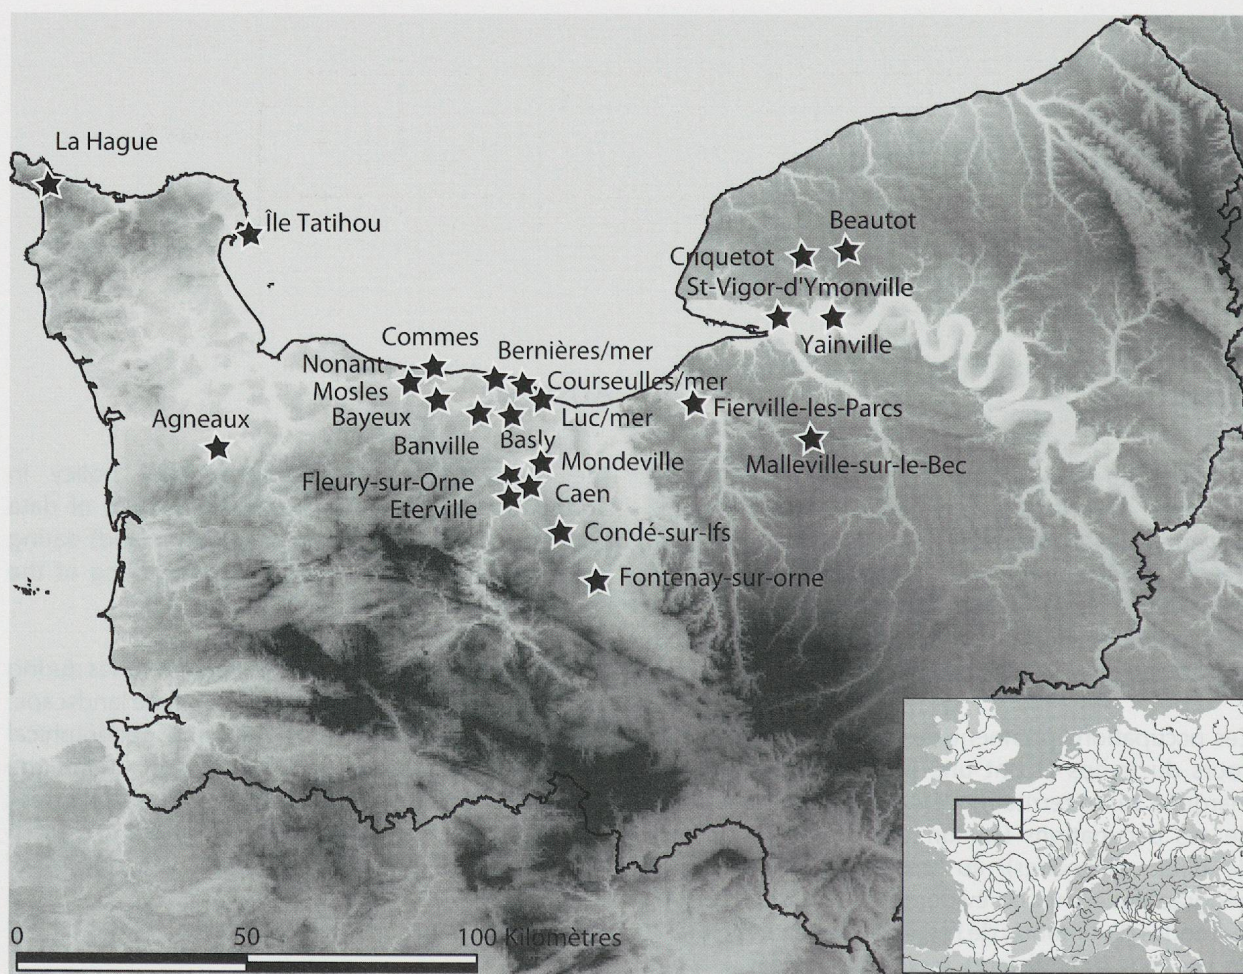 La Hague
Île Tatihou
Beautot
Criquetot
St-Vigor-d'Ymonville
Yainville
Commes
Bernières/mer
Nonant
Courseulles/mer
Mosles
Fierville-les-Parcs
Bayeux
Luc/mer
Agneaux
Banville
Basly
Malleville-sur-le-Bec
Mondeville
Fleury-sur-Orne
Caen
Eterville
Condé-sur-Ifs
Fontenay-sur-orne
0
50
100 Kilomètres